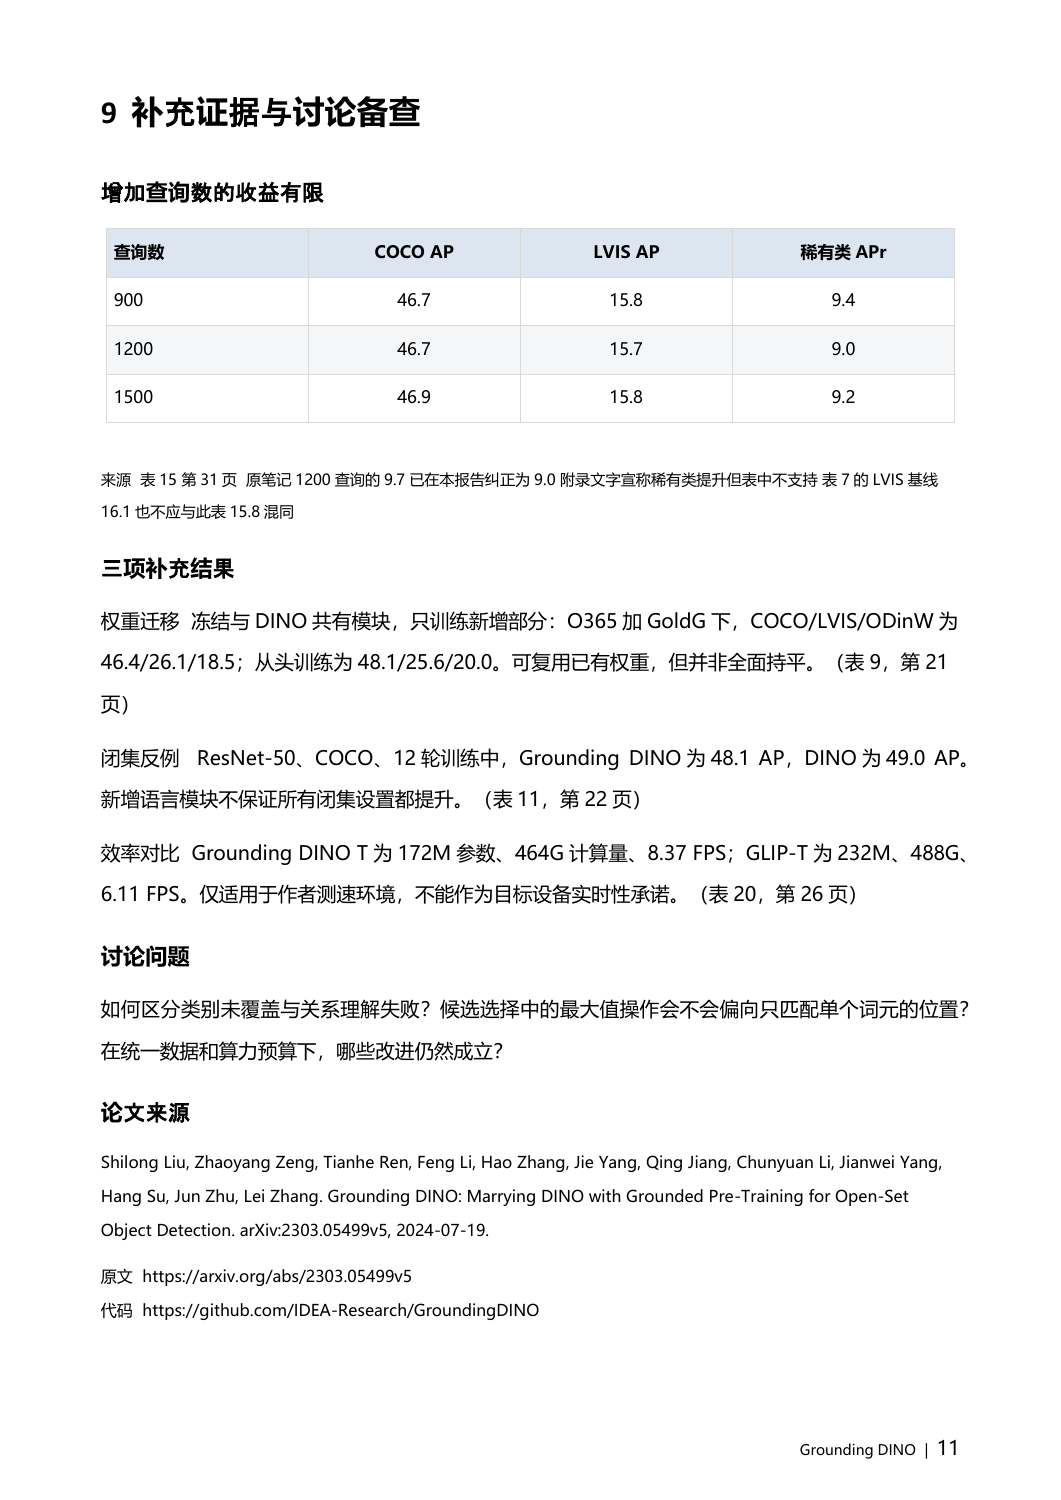 9 补充证据与讨论备查
增加查询数的收益有限
查询数 COCO AP LVIS AP 稀有类 APr
900 46.7 15.8 9.4
1200 46.7 15.7 9.0
1500 46.9 15.8 9.2
来源 表 15 第 31 页 原笔记 1200 查询的 9.7 已在本报告纠正为 9.0 附录文字宣称稀有类提升但表中不支持 表 7 的 LVIS 基线
16.1 也不应与此表 15.8 混同
三项补充结果
权重迁移 冻结与 DINO 共有模块，只训练新增部分：O365 加 GoldG 下，COCO/LVIS/ODinW 为
46.4/26.1/18.5；从头训练为 48.1/25.6/20.0。可复用已有权重，但并非全面持平。（表 9，第 21
页）
闭集反例 ResNet-50、COCO、12 轮训练中，Grounding DINO 为 48.1 AP，DINO 为 49.0 AP。
新增语言模块不保证所有闭集设置都提升。（表 11，第 22 页）
效率对比 Grounding DINO T 为 172M 参数、464G 计算量、8.37 FPS；GLIP-T 为 232M、488G、
6.11 FPS。仅适用于作者测速环境，不能作为目标设备实时性承诺。（表 20，第 26 页）
讨论问题
如何区分类别未覆盖与关系理解失败？候选选择中的最大值操作会不会偏向只匹配单个词元的位置？
在统一数据和算力预算下，哪些改进仍然成立？
论文来源
Shilong Liu, Zhaoyang Zeng, Tianhe Ren, Feng Li, Hao Zhang, Jie Yang, Qing Jiang, Chunyuan Li, Jianwei Yang,
Hang Su, Jun Zhu, Lei Zhang. Grounding DINO: Marrying DINO with Grounded Pre-Training for Open-Set
Object Detection. arXiv:2303.05499v5, 2024-07-19.
原文 https://arxiv.org/abs/2303.05499v5
代码 https://github.com/IDEA-Research/GroundingDINO
Grounding DINO | 11